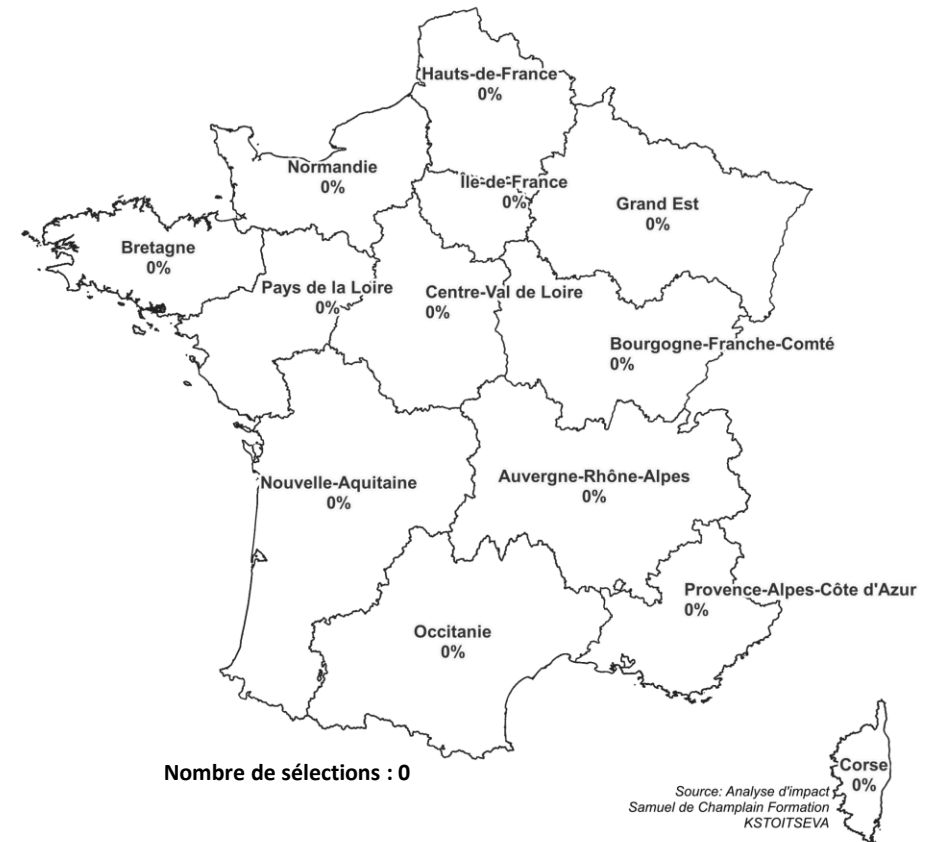 Hauts-de-France
0%
Normandie
0%
Île-de-France
0%
Grand Est
0%
Bretagne
0%
Pays de la Loire
0%
Centre-Val de Loire
0%
Bourgogne-Franche-Comté
0%
Nouvelle-Aquitaine
0%
Auvergne-Rhône-Alpes
0%
Provence-Alpes-Côte d'Azur
0%
Occitanie
0%
Corse
0%
Nombre de sélections : 0
Source: Analyse d'impact
Samuel de Champlain Formation
KSTOITSEVA